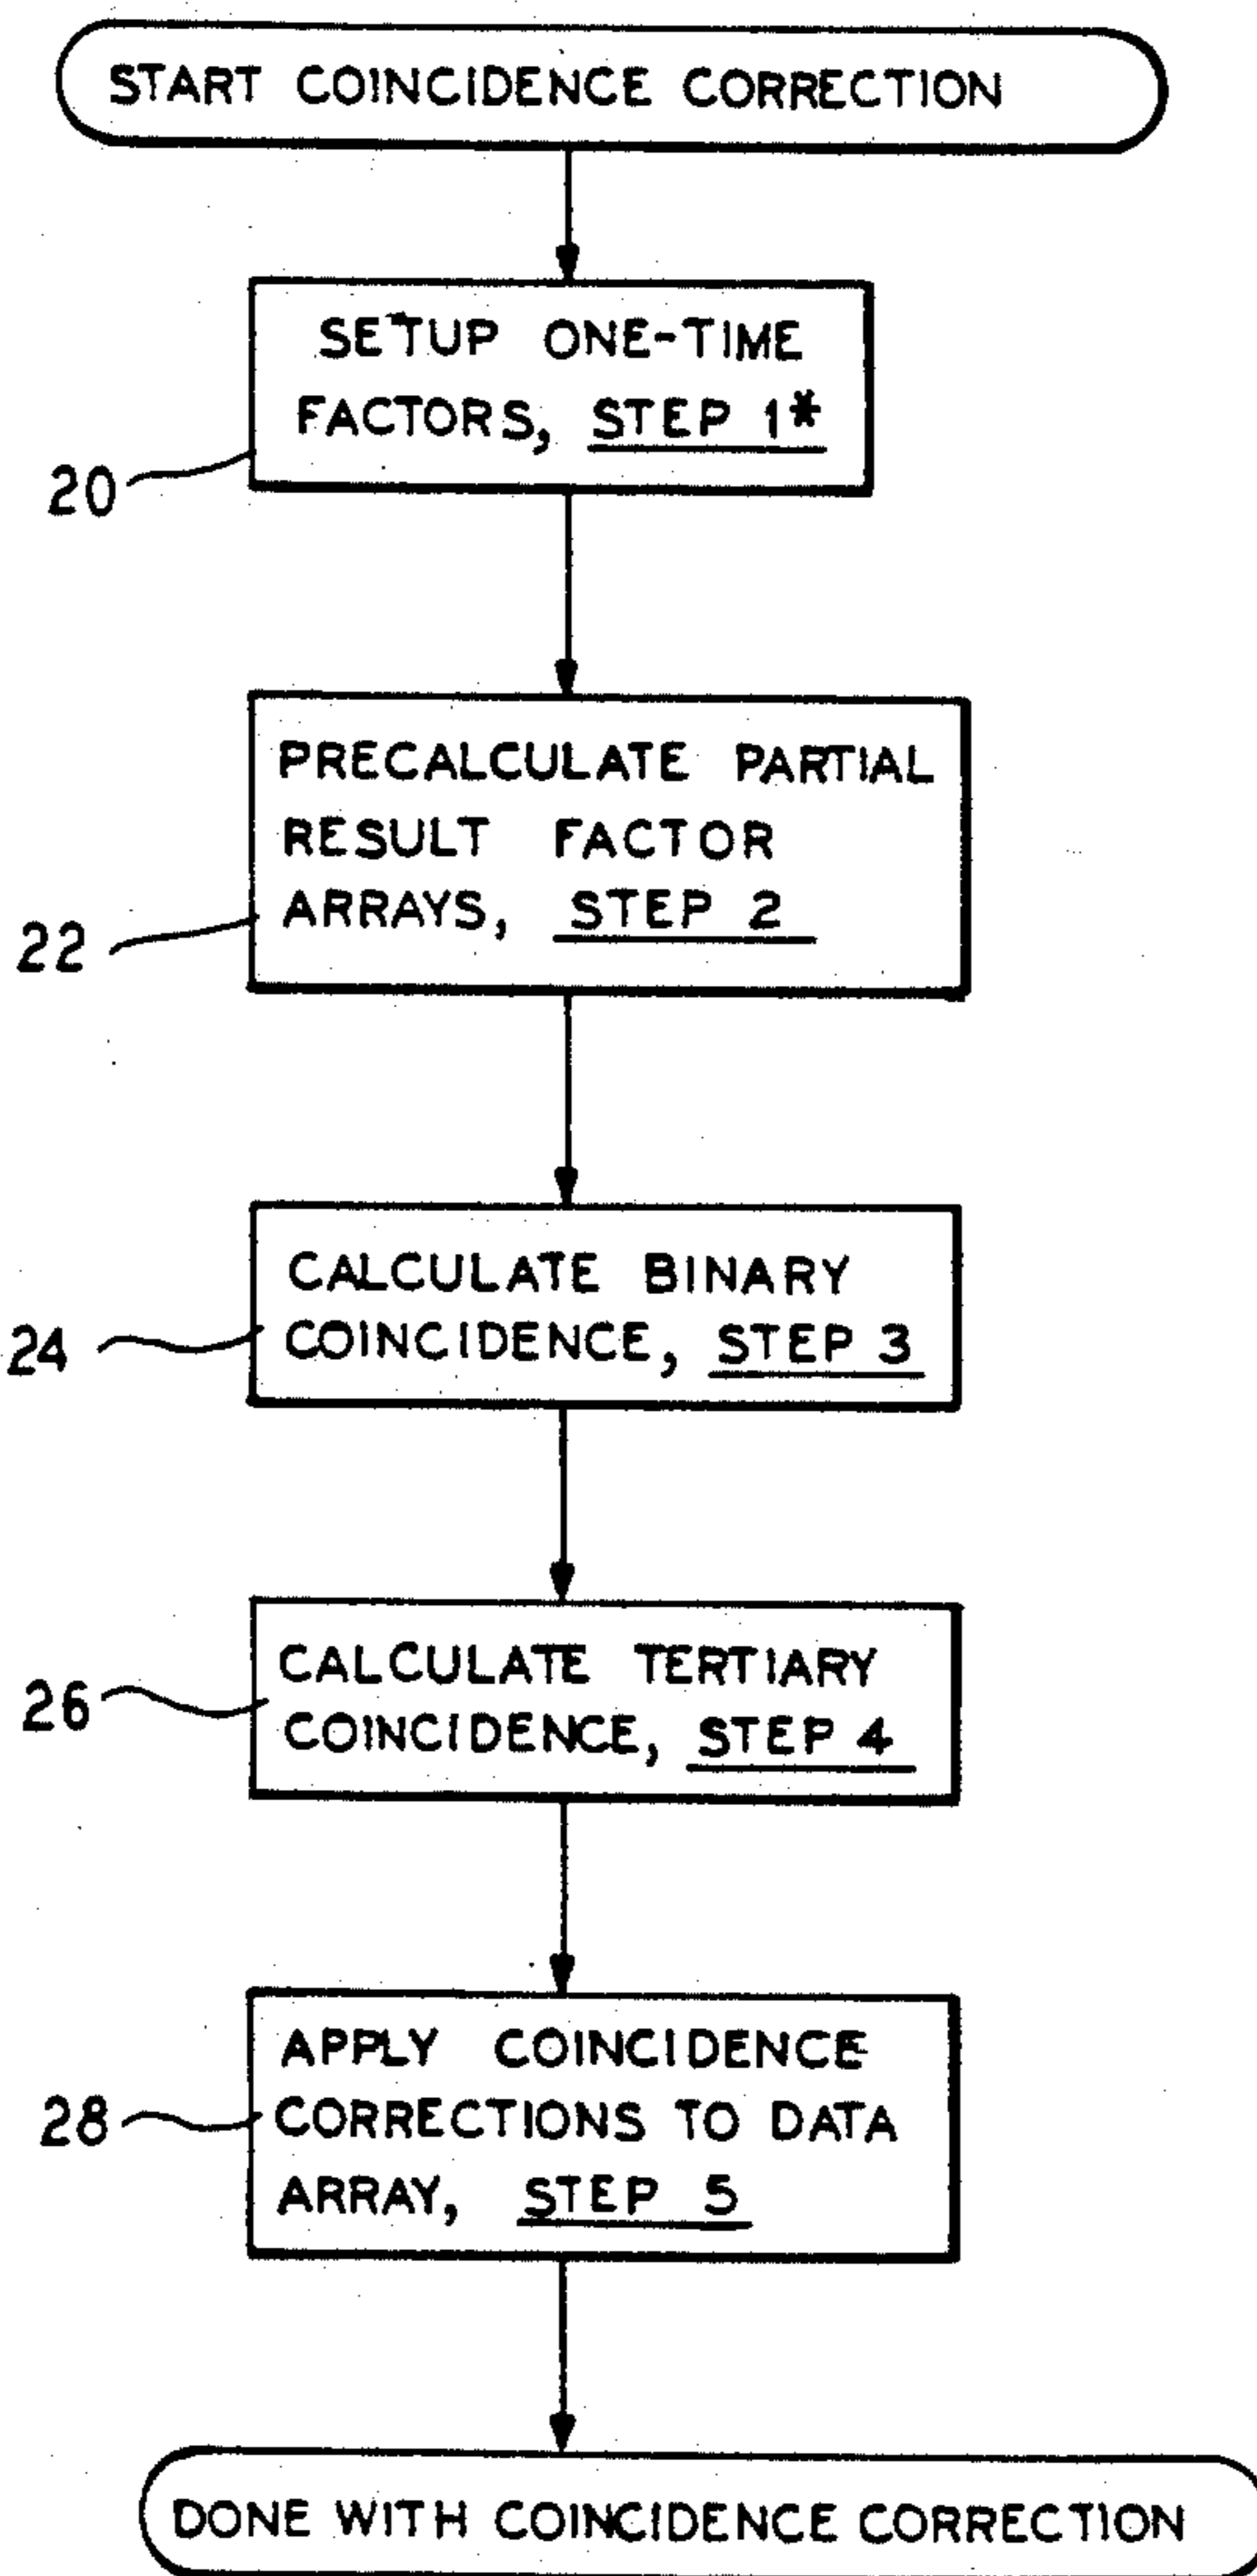 START COINCIDENCE CORRECTION
SETUP ONE-TIME
FACTORS, STEP 1*
20
PRECALCULATE PARTIAL
RESULT FACTOR
ARRAYS, STEP 2
22
CALCULATE BINARY
COINCIDENCE, STEP 3
24
CALCULATE TERTIARY
COINCIDENCE, STEP 4
26
APPLY COINCIDENCE
CORRECTIONS TO DATA
ARRAY, STEP 5
28
DONE WITH COINCIDENCE CORRECTION